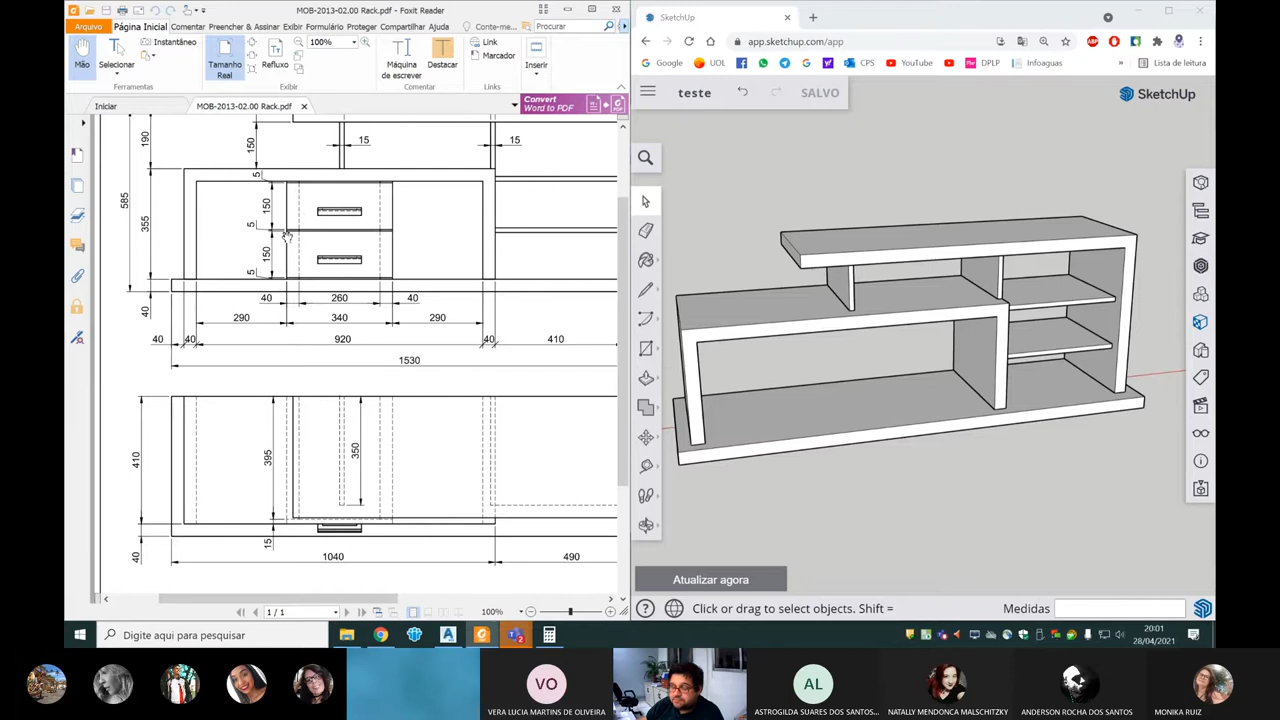 MOB-2013-02.00 Rack.pdf - Foxit Reader
Arquivo Página Inicial Comentar Preencher & Assinar Exibir Formulário Proteger Compartilhar Ajuda Conte-me... Procurar
Mão
Selecionar
Instantâneo
Tamanho
Real
Refluxo
100%
Máquina
de escrever
Destacar
Link
Marcador
Inserir
Ferramentas
Exibir
Comentar
Links
Iniciar
MOB-2013-02.00 Rack.pdf
Convert
Word to PDF
190
150
15
15
5
585
355
150
5
150
5
40
40
260
40
290
340
290
40
40
920
40
410
1530
410
395
350
15
40
1040
490
1 / 1
100%
SketchUp
app.sketchup.com/app
Google
UOL
CPS
YouTube
DPLP
Infoaguas
»
Lista de leitura
teste
SALVO
SketchUp
Atualizar agora
Click or drag to select objects. Shift =
Medidas
Digite aqui para pesquisar
20:01
28/04/2021
VO
AL
VERA LUCIA MARTINS DE OLIVEIRA
ASTROGILDA SUARES DOS SANTOS...
NATALLY MENDONCA MALSCHITZKY
ANDERSON ROCHA DOS SANTOS
MONIKA RUIZ